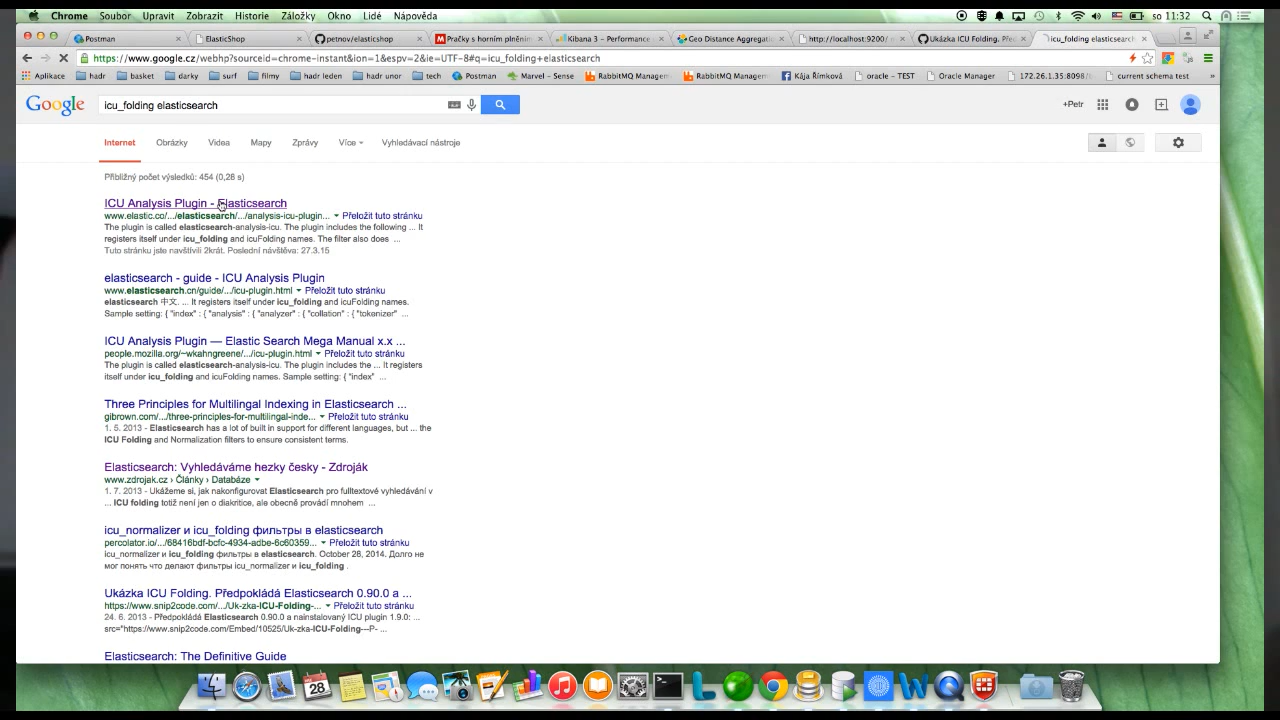 Chrome Soubor Upravit Zobrazit Historie Záložky Okno Lidé Nápověda so 11:32
Postman ElasticShop petnov/elasticshop Pračky s horním plněním Kibana 3 - Performance Geo Distance Aggregati http://localhost:9200/ Ukázka ICU Folding. Pře icu_folding elasticsearch
https://www.google.cz/webhp?sourceid=chrome-instant&ion=1&espv=2&ie=UTF-8#q=icu_folding+elasticsearch
Aplikace hadr basket darky surf filmy hadr leden hadr unor tech Postman Marvel - Sense RabbitMQ Managem RabbitMQ Managem Kája Římková oracle – TEST Oracle Manager 172.26.1.35:8098/ current schema test
Google icu_folding elasticsearch +Petr
Internet Obrázky Videa Mapy Zprávy Více Vyhledávací nástroje
Přibližný počet výsledků: 454 (0,28 s)
ICU Analysis Plugin - Elasticsearch
www.elastic.co/.../elasticsearch/.../analysis-icu-plugin... Přeložit tuto stránku
The plugin is called elasticsearch-analysis-icu. The plugin includes the following ... It
registers itself under icu_folding and icuFolding names. The filter also does ...
Tuto stránku jste navštívili 2krát. Poslední návštěva: 27.3.15
elasticsearch - guide - ICU Analysis Plugin
www.elasticsearch.cn/guide/.../icu-plugin.html Přeložit tuto stránku
elasticsearch 中文. ... It registers itself under icu_folding and icuFolding names.
Sample setting: { "index" : { "analysis" : { "analyzer" : { "collation" : { "tokenizer" ...
ICU Analysis Plugin — Elastic Search Mega Manual x.x ...
people.mozilla.org/~wkahngreene/.../icu-plugin.html Přeložit tuto stránku
The plugin is called elasticsearch-analysis-icu. The plugin includes the ... It registers
itself under icu_folding and icuFolding names. Sample setting: { "index" ...
Three Principles for Multilingal Indexing in Elasticsearch ...
gibrown.com/.../three-principles-for-multilingal-inde... Přeložit tuto stránku
1. 5. 2013 - Elasticsearch has a lot of built in support for different languages, but ... the
ICU Folding and Normalization filters to ensure consistent terms.
Elasticsearch: Vyhledáváme hezky česky - Zdroják
www.zdrojak.cz › Články › Databáze
1. 7. 2013 - Ukážeme si, jak nakonfigurovat Elasticsearch pro fulltextové vyhledávání v
... ICU folding totiž není jen o diakritice, ale obecně provádí mnohem ...
icu_normalizer и icu_folding фильтры в elasticsearch
percolator.io/.../68416bdf-bcfc-4934-adbe-6c60359... Přeložit tuto stránku
icu_normalizer и icu_folding фильтры в elasticsearch. October 28, 2014. Долго не
мог понять что делают фильтры icu_normalizer и icu_folding .
Ukázka ICU Folding. Předpokládá Elasticsearch 0.90.0 a ...
https://www.snip2code.com/.../Uk-zka-ICU-Folding-... Přeložit tuto stránku
24. 6. 2013 - Předpokládá Elasticsearch 0.90.0 a nainstalovaný ICU plugin 1.9.0: ...
src="https://www.snip2code.com/Embed/10525/Uk-zka-ICU-Folding---P- ...
Elasticsearch: The Definitive Guide
28